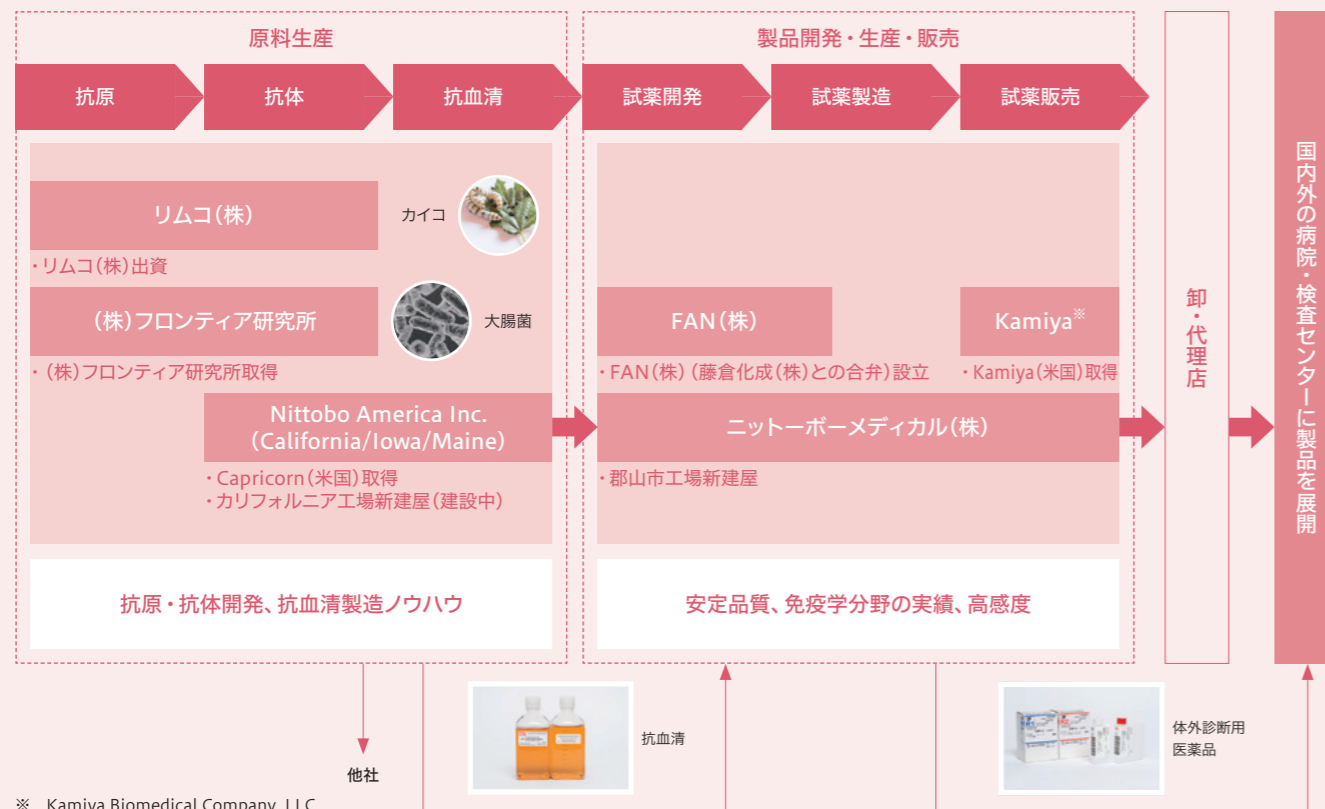 原料生産
抗原
抗体
抗血清
リムコ(株)
カイコ
・リムコ(株)出資
(株)フロンティア研究所
大腸菌
・(株)フロンティア研究所取得
Nittobo America Inc.
(California/Iowa/Maine)
・Capricorn(米国)取得
・カリフォルニア工場新建屋(建設中)
抗原・抗体開発、抗血清製造ノウハウ
製品開発・生産・販売
試薬開発
試薬製造
試薬販売
FAN(株)
・FAN(株)(藤倉化成(株)との合弁)設立
Kamiya※
・Kamiya(米国)取得
ニットーボーメディカル(株)
・郡山市工場新建屋
安定品質、免疫学分野の実績、高感度
卸・代理店
国内外の病院・検査センターに製品を展開
他社
抗血清
体外診断用
医薬品
※ Kamiya Biomedical Company, LLC